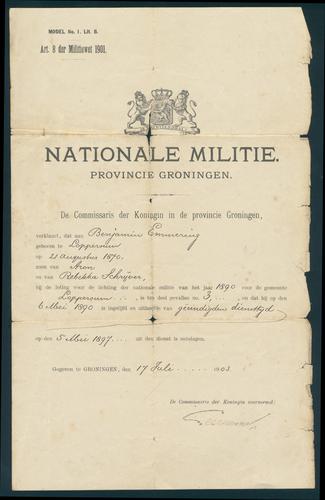 MODEL No. 1. Lit. B.
Art. 8 der Militiewet 1901.
NATIONALE MILITIE.
PROVINCIE GRONINGEN.
De Commissaris der Koningin in de provincie Groningen,
verklaart, dat aan Benjamin Emmering
geboren te Loppersum
op 21 Augustus 1870.
zoon van Aron
en van Rebekka Schrijver,
bij de loting voor de lichting der nationale militie van het jaar 1890 voor de gemeente
Loppersum is ten deel gevallen no. 3, en dat hij op den
6 Mei 1890 is ingelijfd en uithoofde van geëindigden diensttijd
op den 5 Mei 1897 uit den dienst is ontslagen.
Gegeven te GRONINGEN, den 17 Juli 1903.
De Commissaris der Koningin voornoemd: